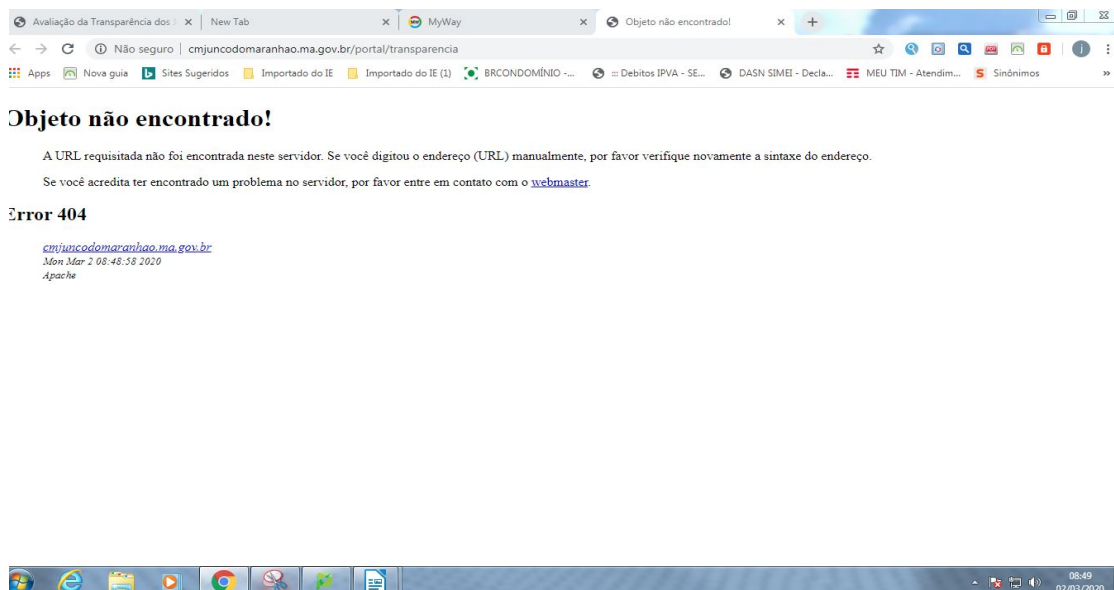 Avaliação da Transparência dos
New Tab
MyWay
Objeto não encontrado!
Não seguro | cmjuncodomaranhao.ma.gov.br/portal/transparencia
Apps Nova guia Sites Sugeridos Importado do IE Importado do IE (1) BRCONDOMÍNIO -... ::: Debitos IPVA - SE... DASN SIMEI - Decla... MEU TIM - Atendim... Sinônimos »
Objeto não encontrado!
A URL requisitada não foi encontrada neste servidor. Se você digitou o endereço (URL) manualmente, por favor verifique novamente a sintaxe do endereço.
Se você acredita ter encontrado um problema no servidor, por favor entre em contato com o webmaster.
Error 404
cmjuncodomaranhao.ma.gov.br
Mon Mar 2 08:48:58 2020
Apache
08:49
02/03/2020